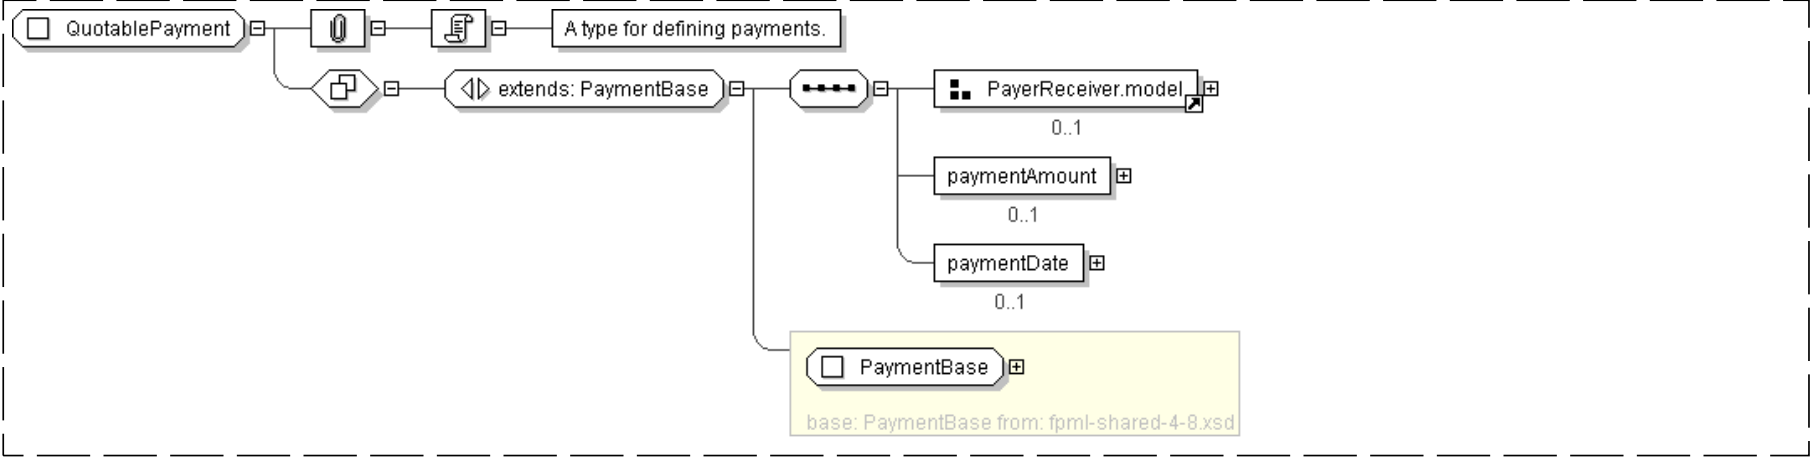 QuotablePayment
A type for defining payments.
extends: PaymentBase
PayerReceiver.model
0..1
paymentAmount
0..1
paymentDate
0..1
PaymentBase
base: PaymentBase from: fpml-shared-4-8.xsd